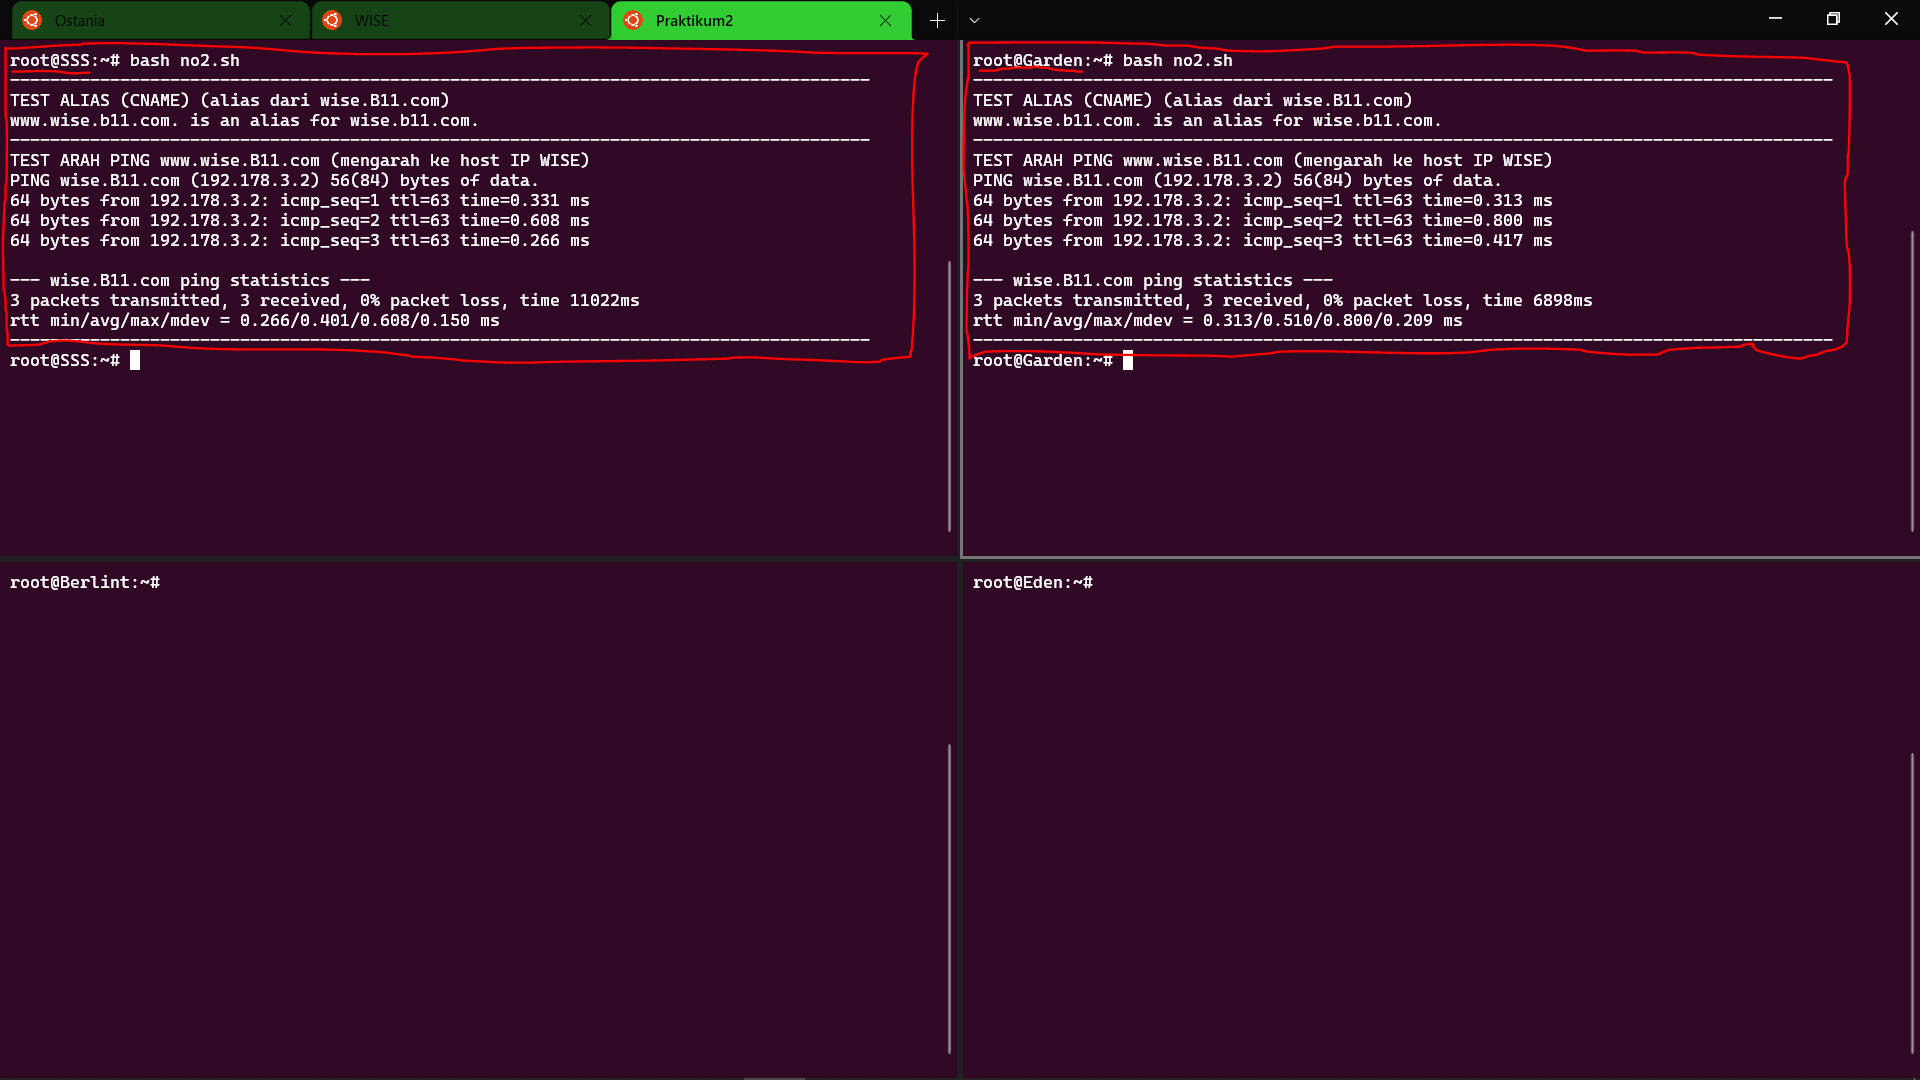 Ostania
WISE
Praktikum2
root@SSS:~# bash no2.sh
--------------------------------------------------------------------------------------
TEST ALIAS (CNAME) (alias dari wise.B11.com)
www.wise.b11.com. is an alias for wise.b11.com.
--------------------------------------------------------------------------------------
TEST ARAH PING www.wise.B11.com (mengarah ke host IP WISE)
PING wise.B11.com (192.178.3.2) 56(84) bytes of data.
64 bytes from 192.178.3.2: icmp_seq=1 ttl=63 time=0.331 ms
64 bytes from 192.178.3.2: icmp_seq=2 ttl=63 time=0.608 ms
64 bytes from 192.178.3.2: icmp_seq=3 ttl=63 time=0.266 ms
--- wise.B11.com ping statistics ---
3 packets transmitted, 3 received, 0% packet loss, time 11022ms
rtt min/avg/max/mdev = 0.266/0.401/0.608/0.150 ms
--------------------------------------------------------------------------------------
root@SSS:~#
root@Garden:~# bash no2.sh
--------------------------------------------------------------------------------------
TEST ALIAS (CNAME) (alias dari wise.B11.com)
www.wise.b11.com. is an alias for wise.b11.com.
--------------------------------------------------------------------------------------
TEST ARAH PING www.wise.B11.com (mengarah ke host IP WISE)
PING wise.B11.com (192.178.3.2) 56(84) bytes of data.
64 bytes from 192.178.3.2: icmp_seq=1 ttl=63 time=0.313 ms
64 bytes from 192.178.3.2: icmp_seq=2 ttl=63 time=0.800 ms
64 bytes from 192.178.3.2: icmp_seq=3 ttl=63 time=0.417 ms
--- wise.B11.com ping statistics ---
3 packets transmitted, 3 received, 0% packet loss, time 6898ms
rtt min/avg/max/mdev = 0.313/0.510/0.800/0.209 ms
--------------------------------------------------------------------------------------
root@Garden:~#
root@Berlint:~#
root@Eden:~#